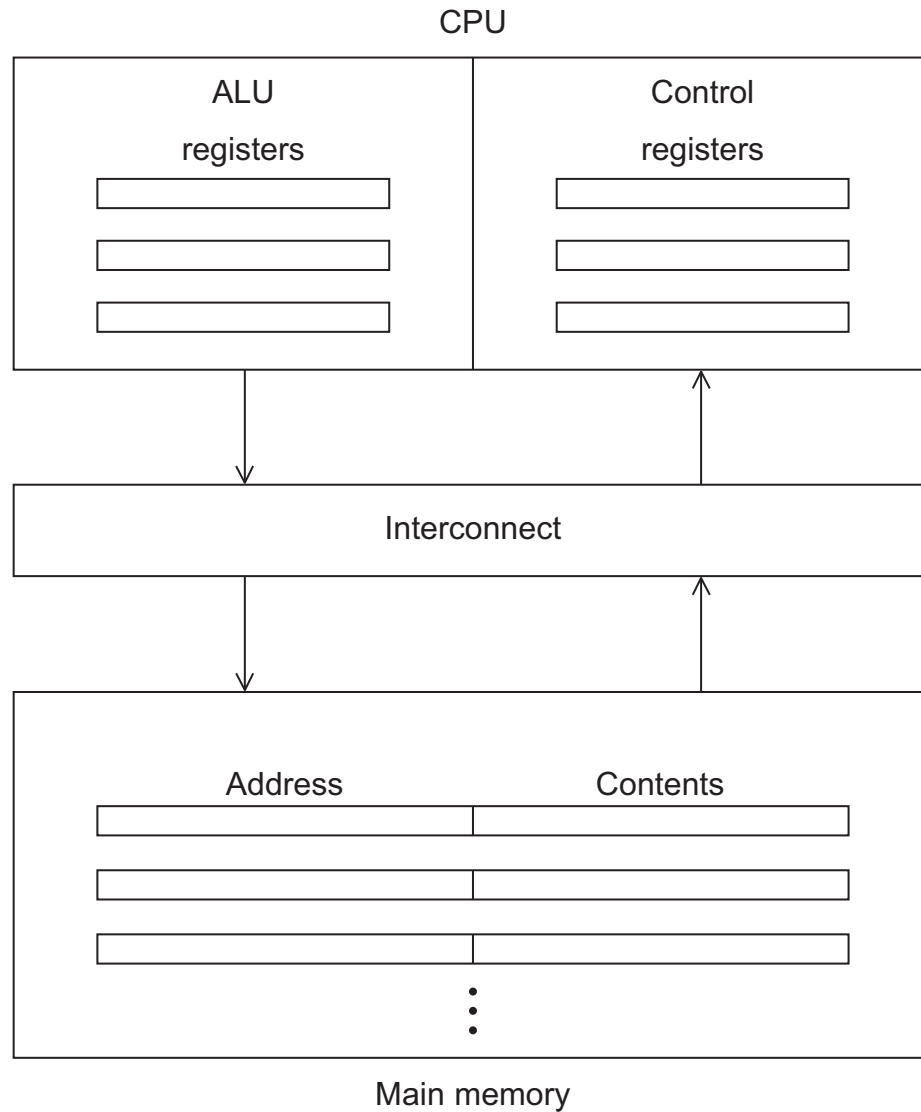 CPU
ALU
Control
registers
registers
Interconnect
Address
Contents
Main memory